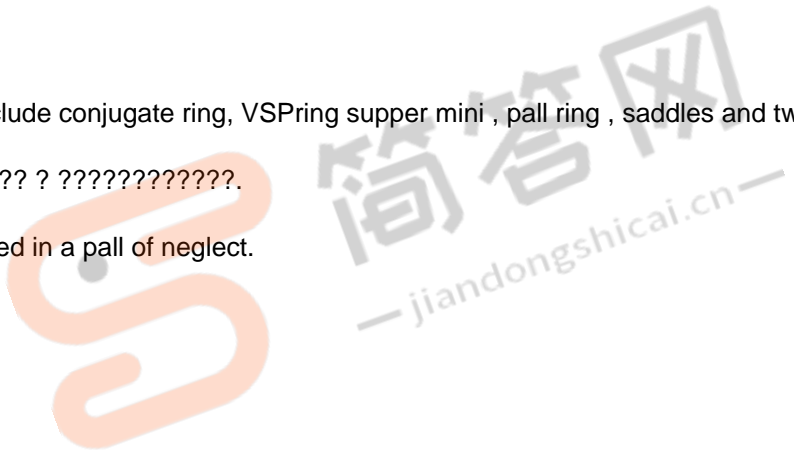 clude conjugate ring, VSPring supper mini , pall ring , saddles and tw
?? ? ????????????.
ed in a pall of neglect.
简答网
jiandongshicai.cn